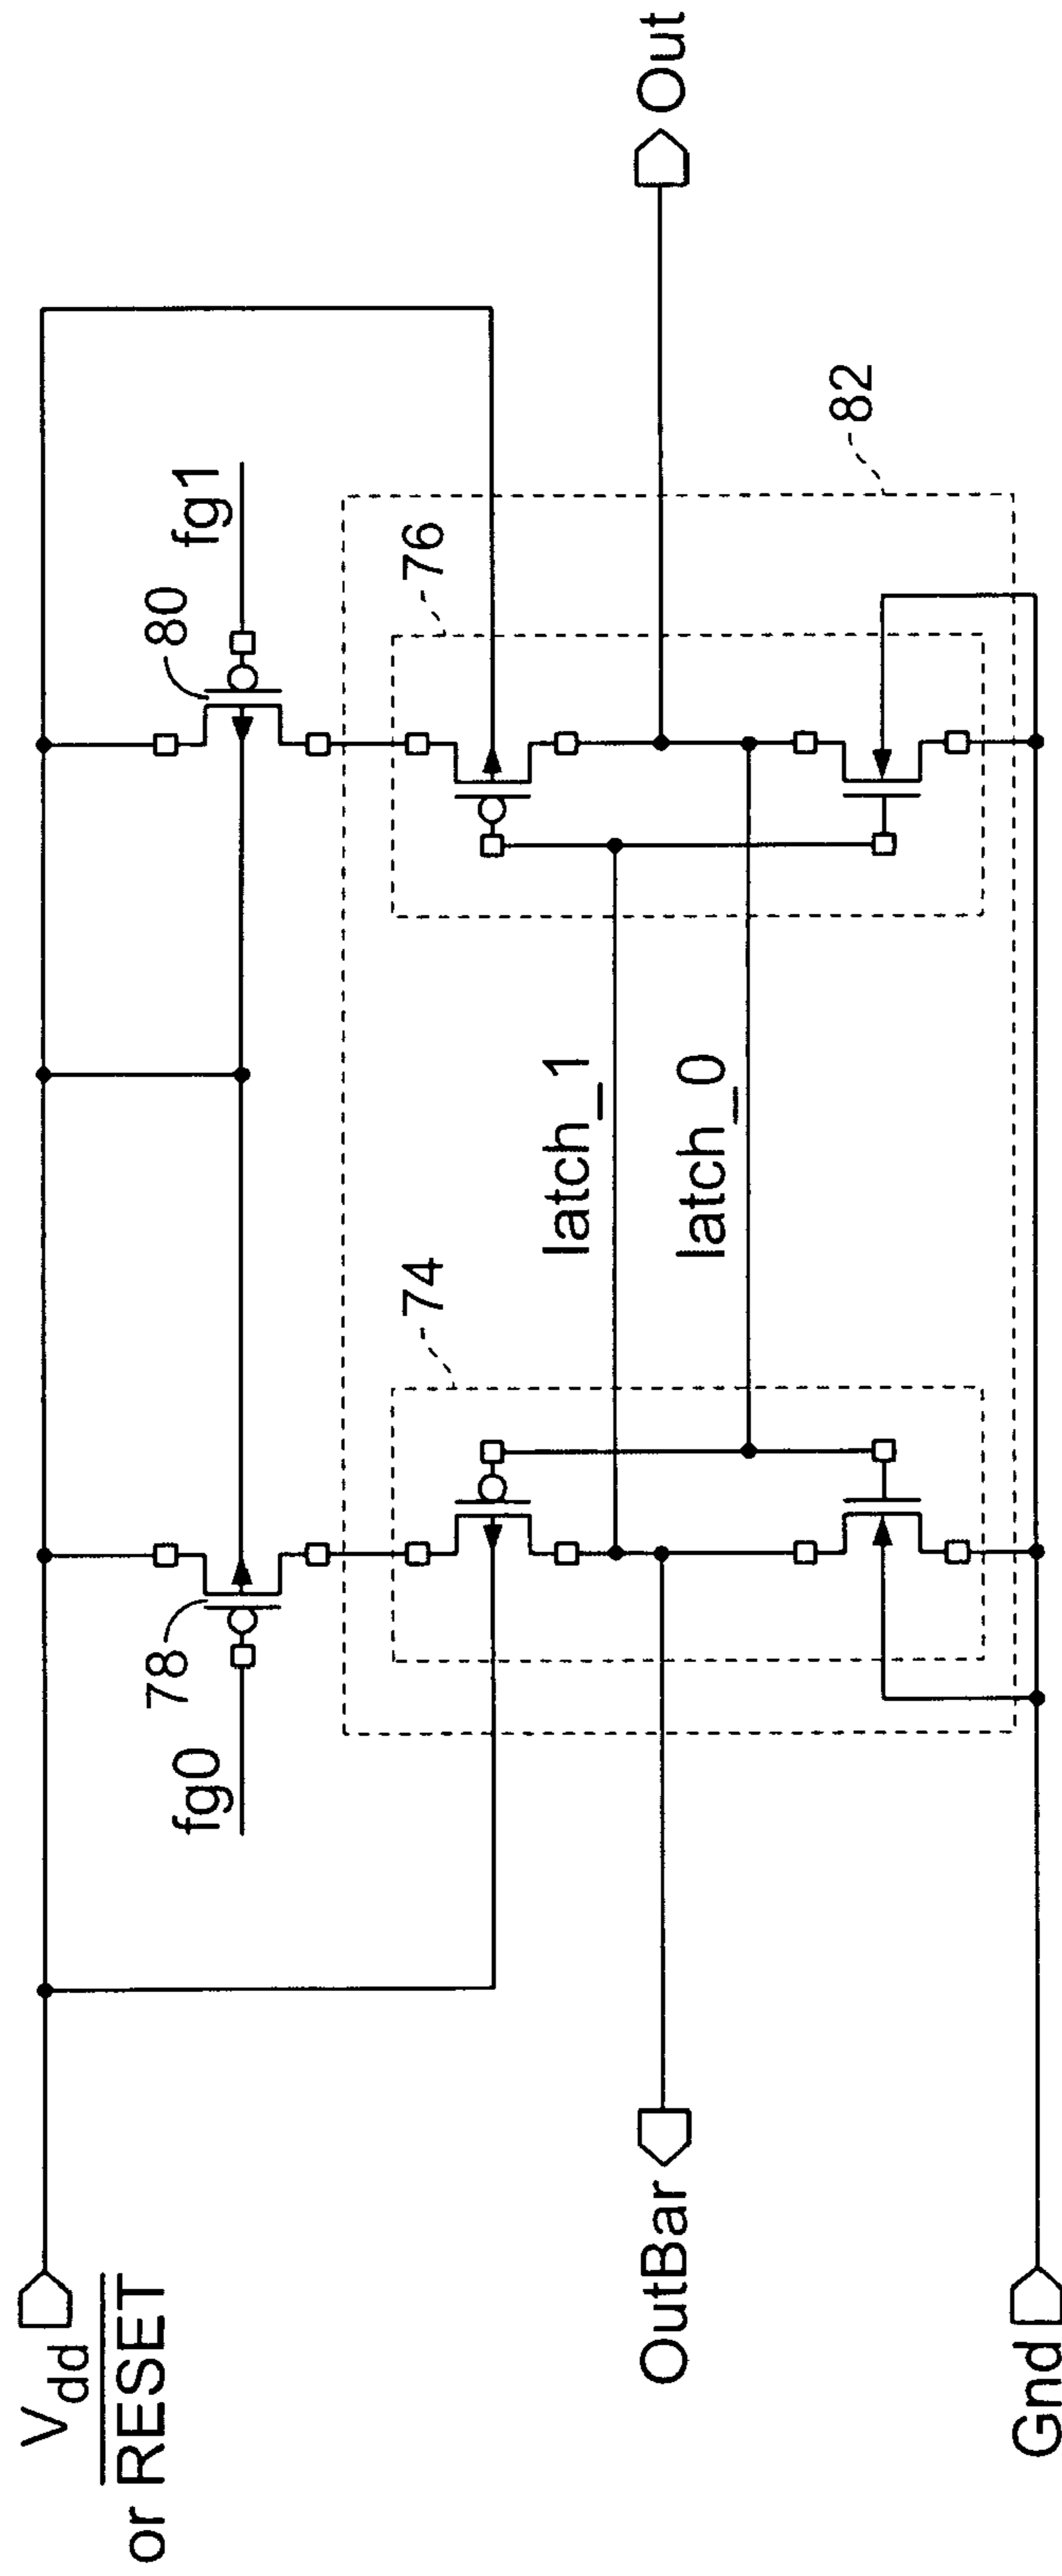 V_dd
or RESET
fg0
78
80
fg1
74
76
82
latch_1
latch_0
OutBar
Out
Gnd